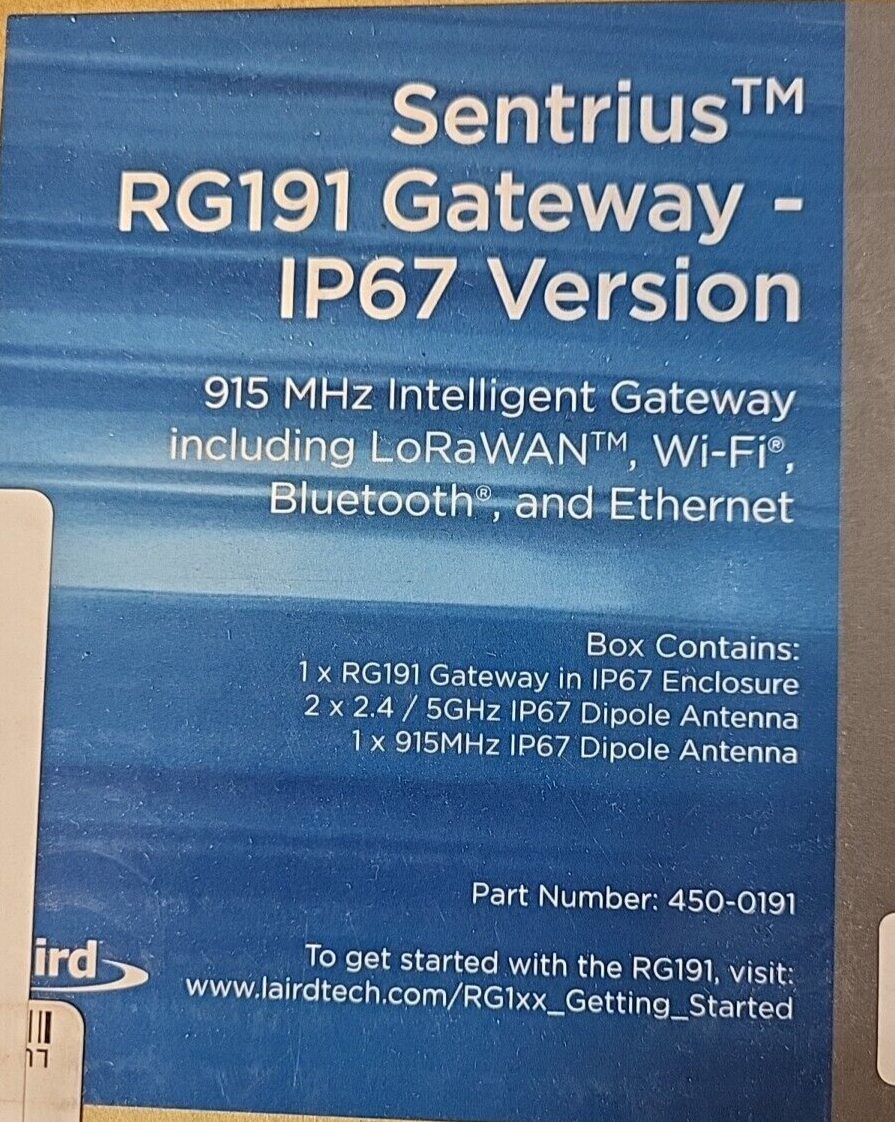 Sentrius™
RG191 Gateway -
IP67 Version
915 MHz Intelligent Gateway
including LoRaWAN™, Wi-Fi®,
Bluetooth®, and Ethernet
Box Contains:
1 x RG191 Gateway in IP67 Enclosure
2 x 2.4 / 5GHz IP67 Dipole Antenna
1 x 915MHz IP67 Dipole Antenna
Part Number: 450-0191
ird
To get started with the RG191, visit:
www.lairdtech.com/RG1xx_Getting_Started